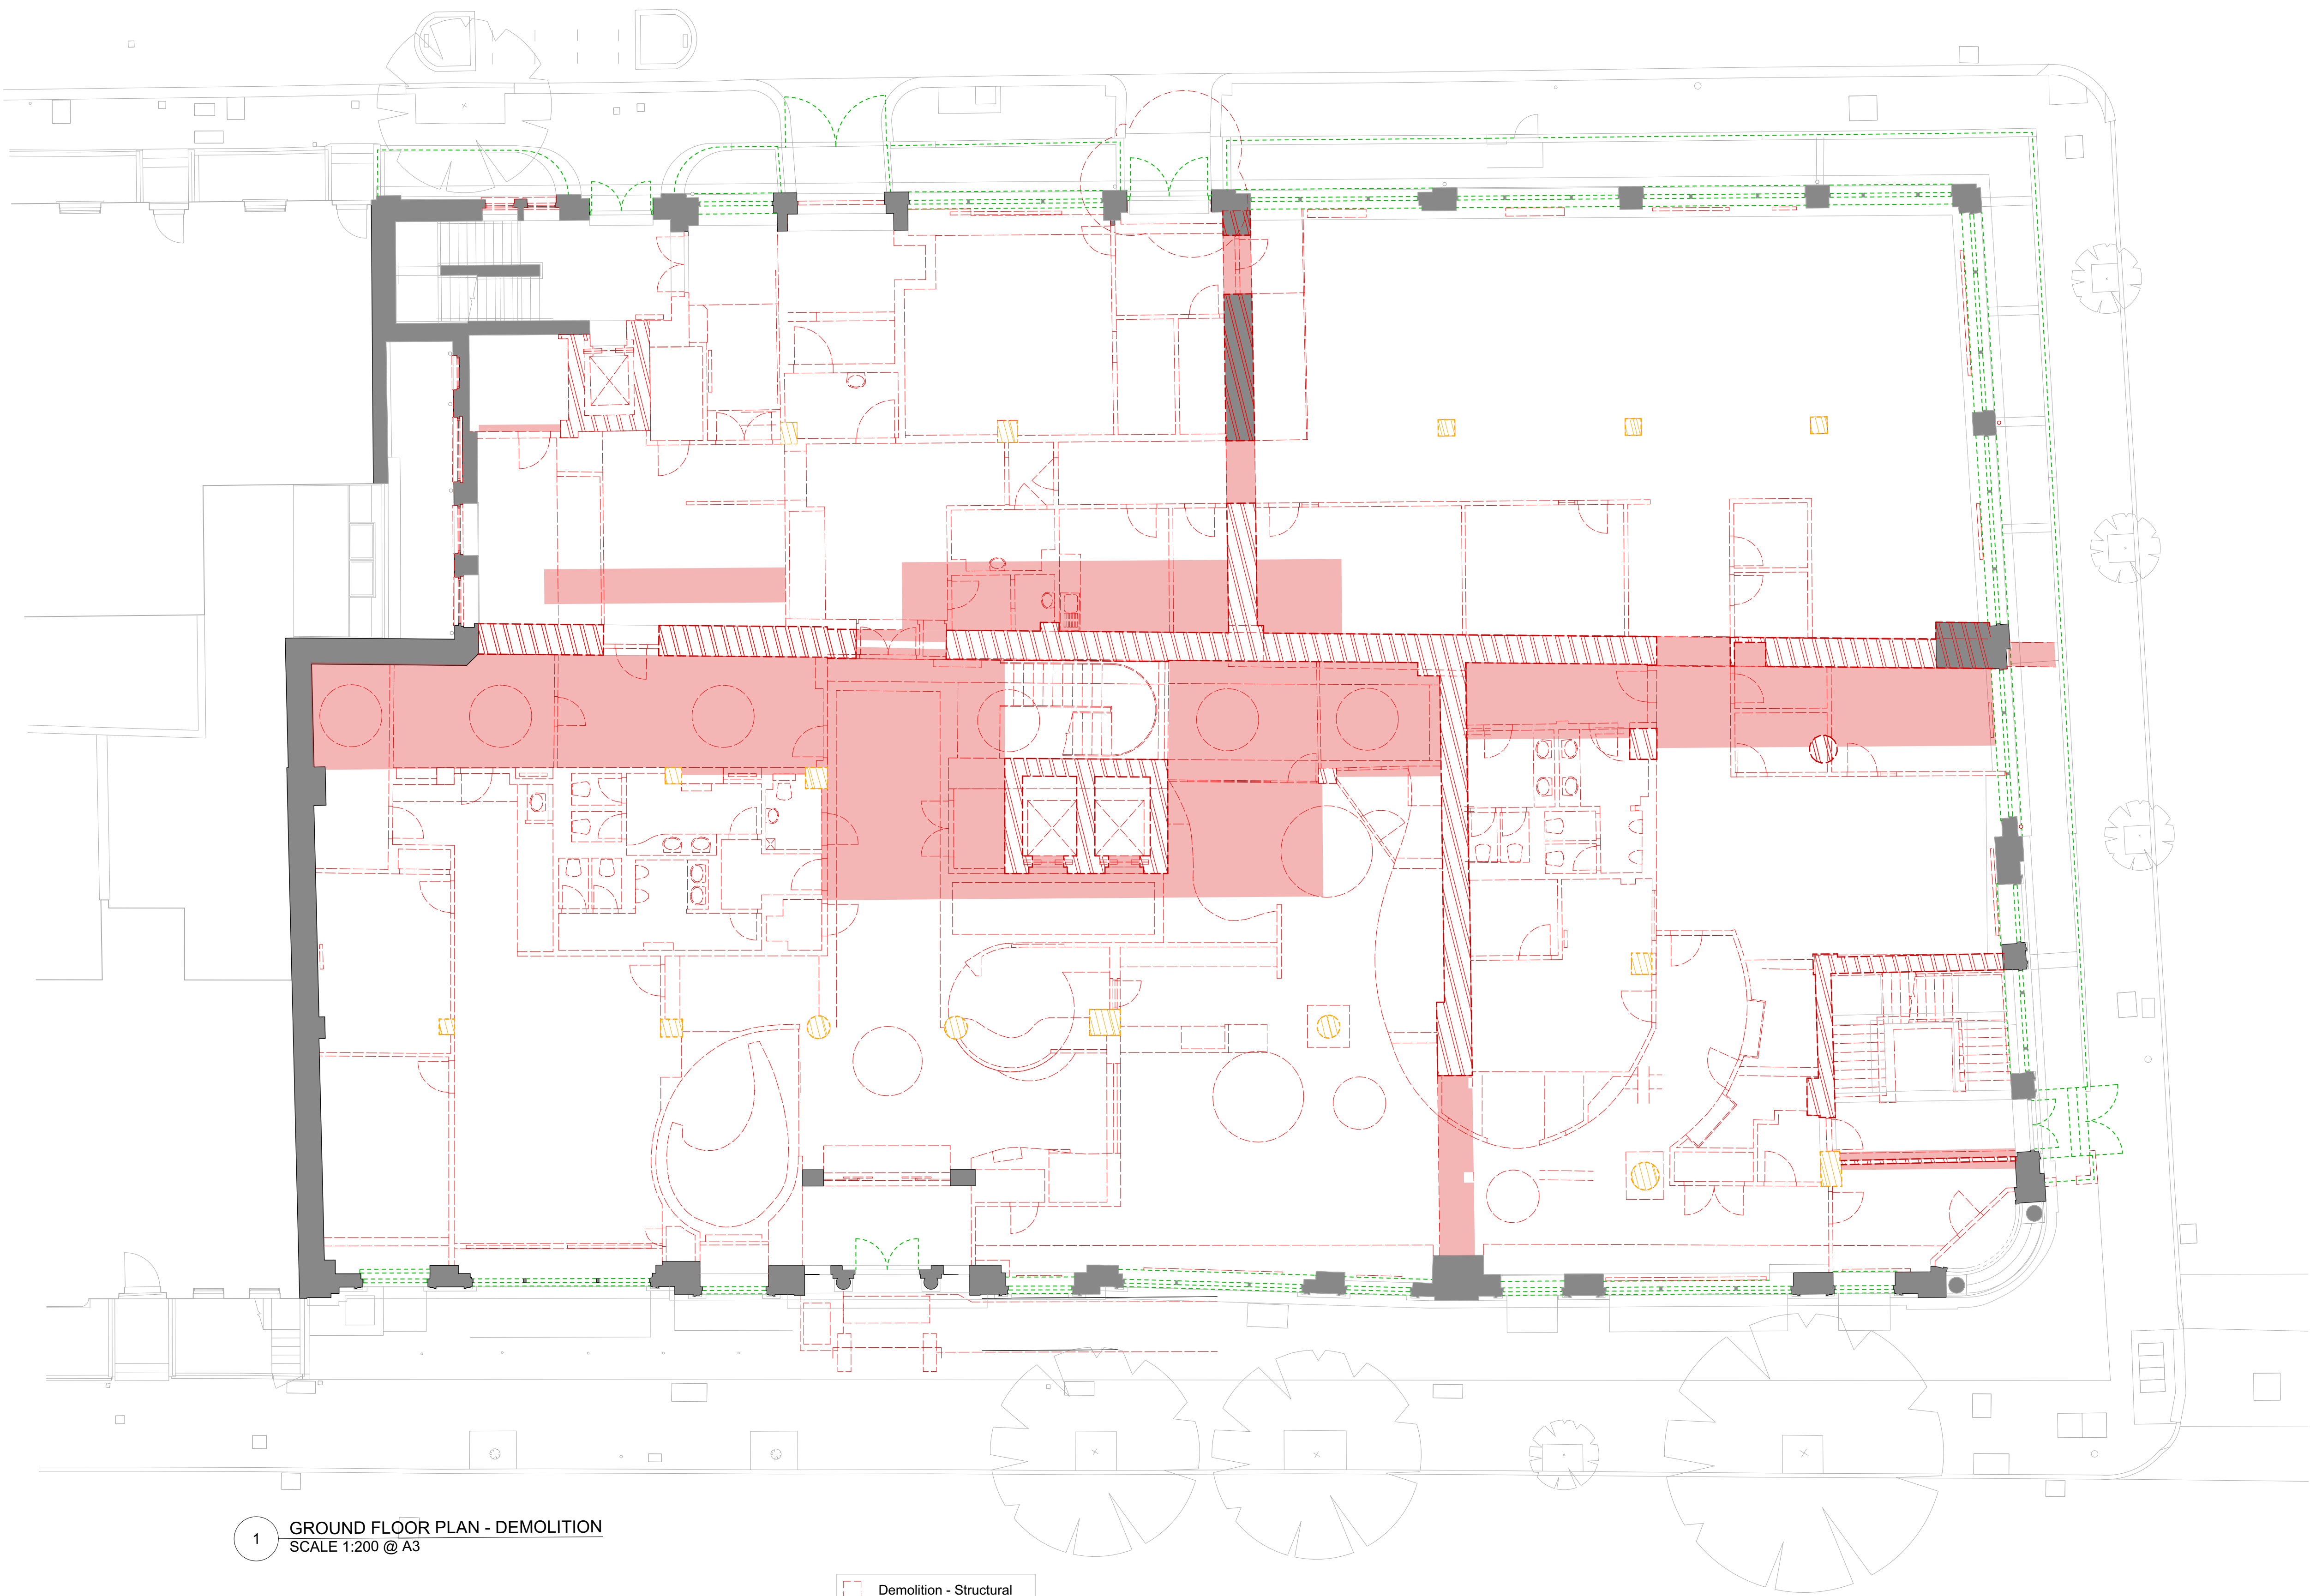 1
GROUND FLOOR PLAN - DEMOLITION
SCALE 1:200 @ A3
Demolition - Structural